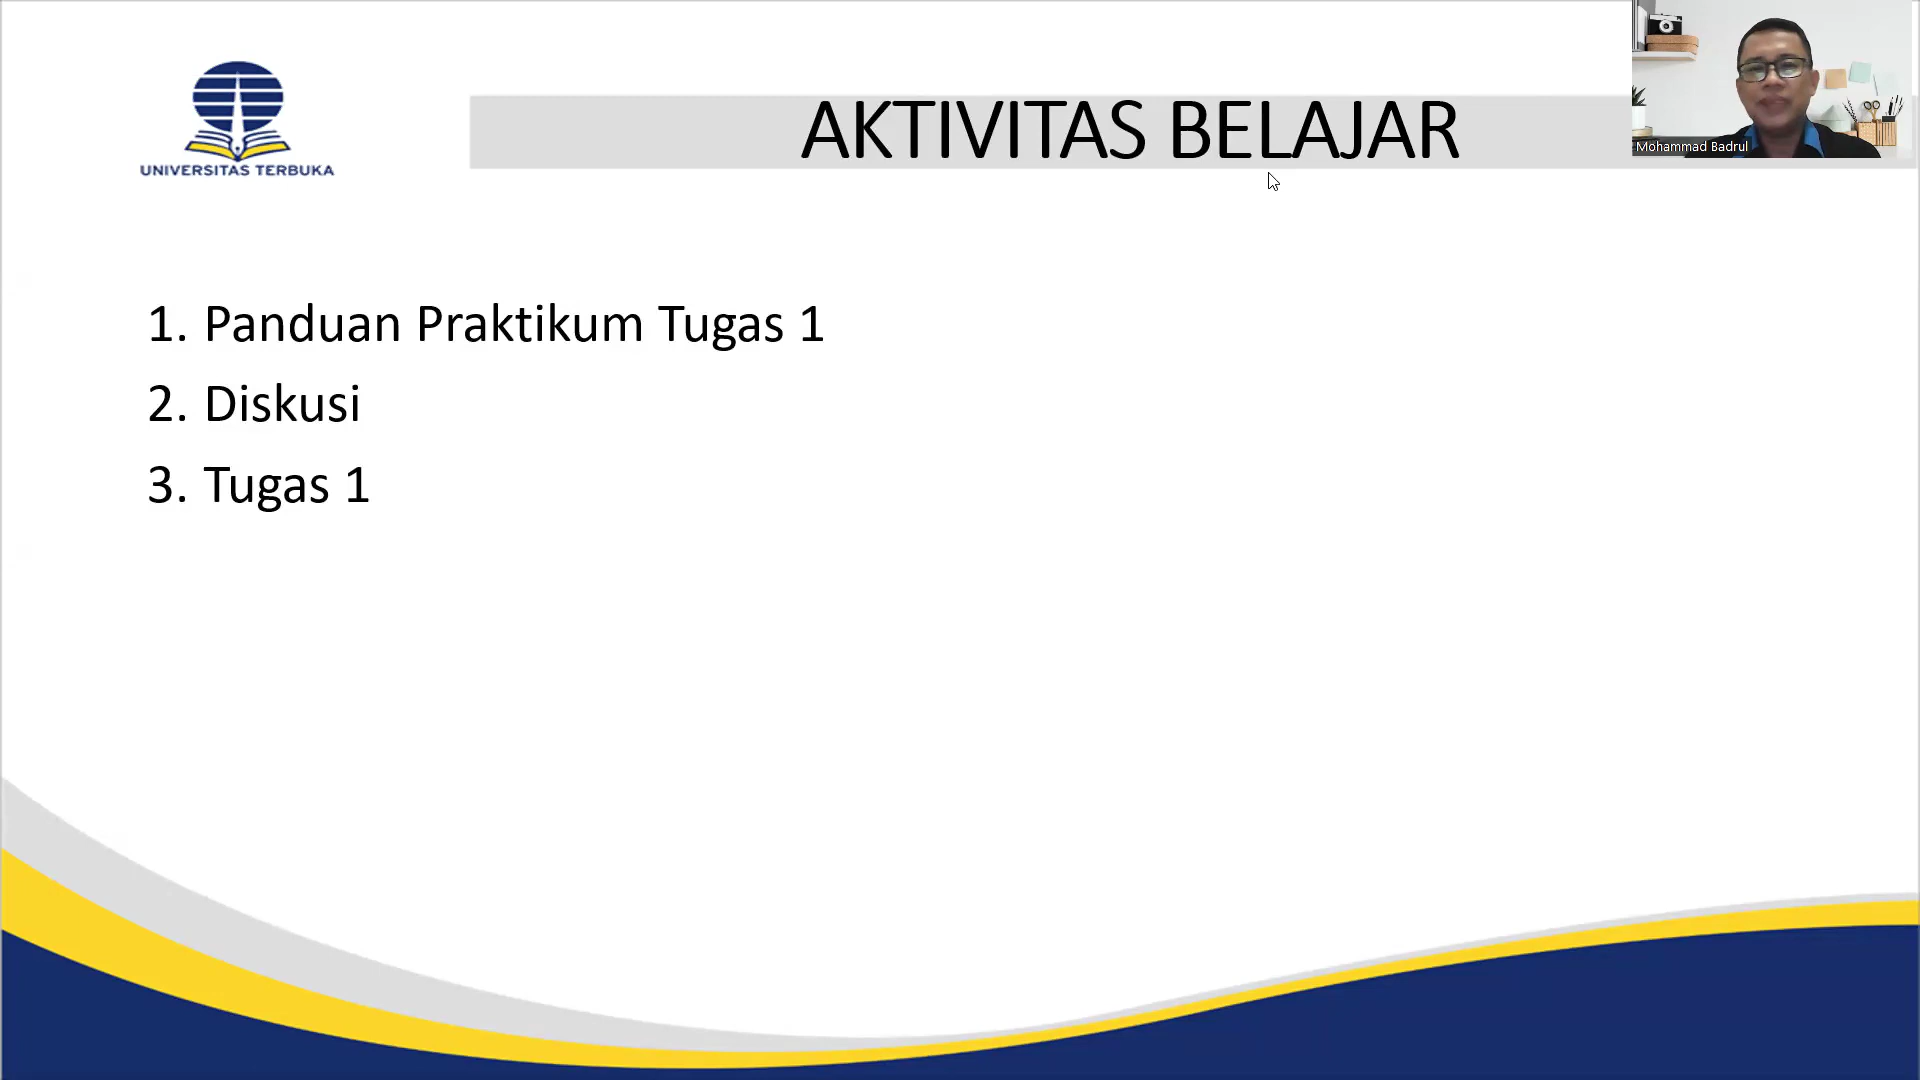 UNIVERSITAS TERBUKA
AKTIVITAS BELAJAR
Mohammad Badrul
1. Panduan Praktikum Tugas 1
2. Diskusi
3. Tugas 1